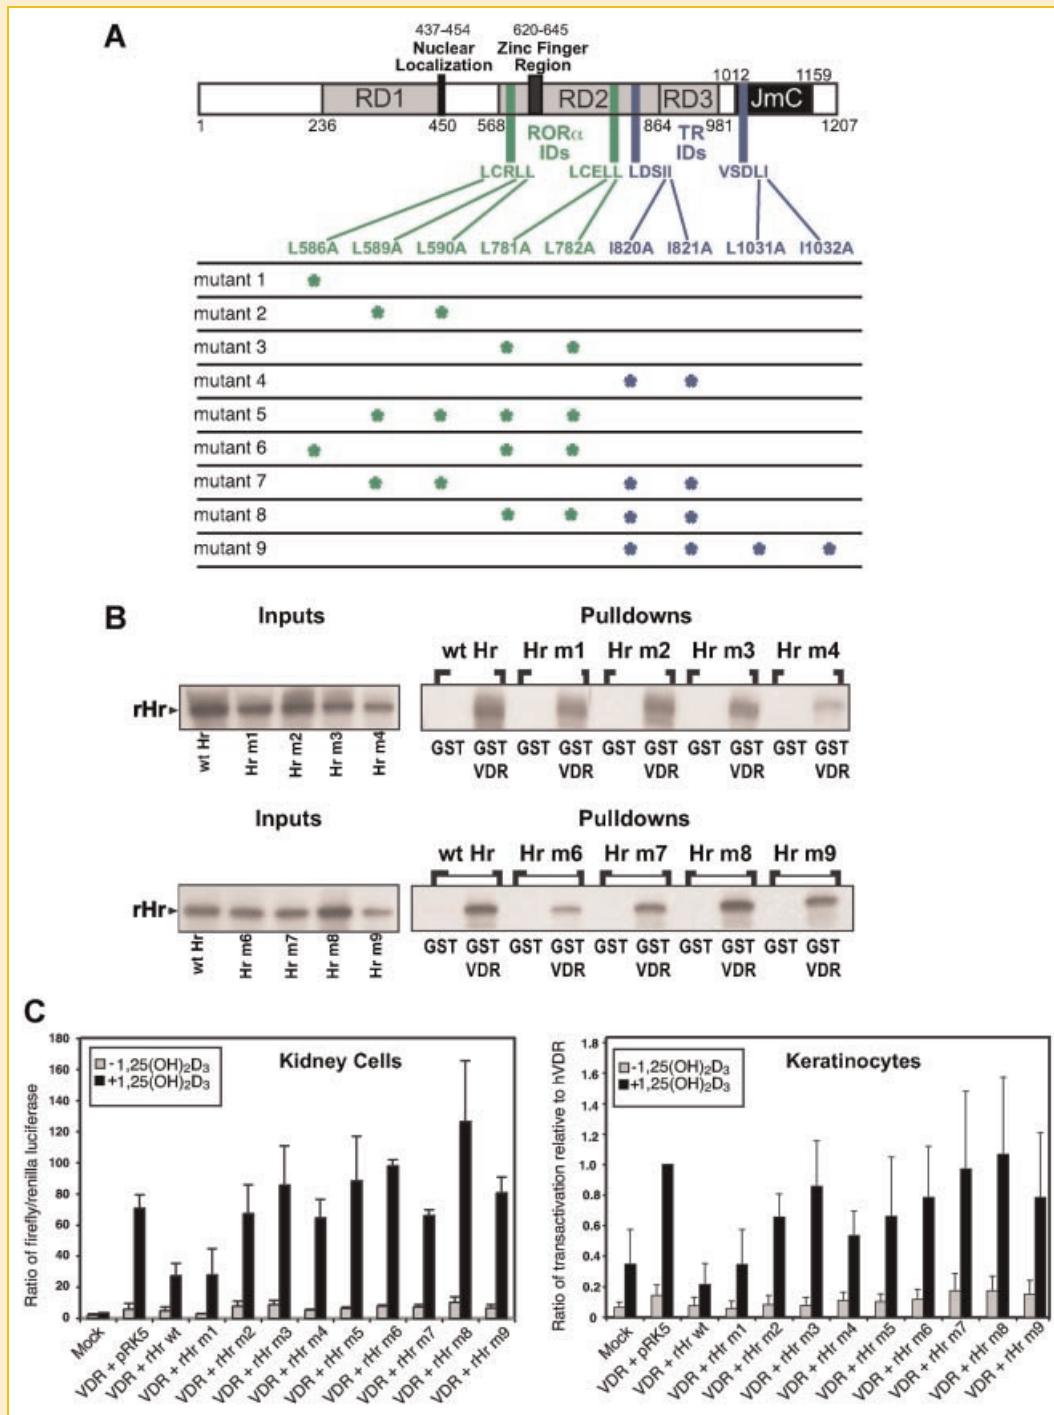 A
437-454
Nuclear
Localization
620-645
Zinc Finger
Region
1012
1159
RD1
RD2
RD3
JmC
1
236
450
568
864
981
1207
RORα
IDs
TR
IDs
LCRLL
LCELL
LDSII
VSDLI
L586A L589A L590A L781A L782A I820A I821A L1031A I1032A
mutant 1
mutant 2
mutant 3
mutant 4
mutant 5
mutant 6
mutant 7
mutant 8
mutant 9
B
Inputs
Pulldowns
wt Hr Hr m1 Hr m2 Hr m3 Hr m4
rHr
wt Hr
Hr m1
Hr m2
Hr m3
Hr m4
GST GST GST GST GST GST GST GST GST GST
VDR VDR VDR VDR VDR
Inputs
Pulldowns
wt Hr Hr m6 Hr m7 Hr m8 Hr m9
rHr
wt Hr
Hr m6
Hr m7
Hr m8
Hr m9
GST GST GST GST GST GST GST GST GST GST
VDR VDR VDR VDR VDR
C
Kidney Cells
-1,25(OH)2D3
+1,25(OH)2D3
Ratio of firefly/renilla luciferase
180
160
140
120
100
80
60
40
20
0
Mock
VDR + pRK5
VDR + rHr wt
VDR + rHr m1
VDR + rHr m2
VDR + rHr m3
VDR + rHr m4
VDR + rHr m5
VDR + rHr m6
VDR + rHr m7
VDR + rHr m8
VDR + rHr m9
Keratinocytes
-1,25(OH)2D3
+1,25(OH)2D3
Ratio of transactivation relative to hVDR
1.8
1.6
1.4
1.2
1.0
0.8
0.6
0.4
0.2
0
Mock
VDR + pRK5
VDR + rHr wt
VDR + rHr m1
VDR + rHr m2
VDR + rHr m3
VDR + rHr m4
VDR + rHr m5
VDR + rHr m6
VDR + rHr m7
VDR + rHr m8
VDR + rHr m9